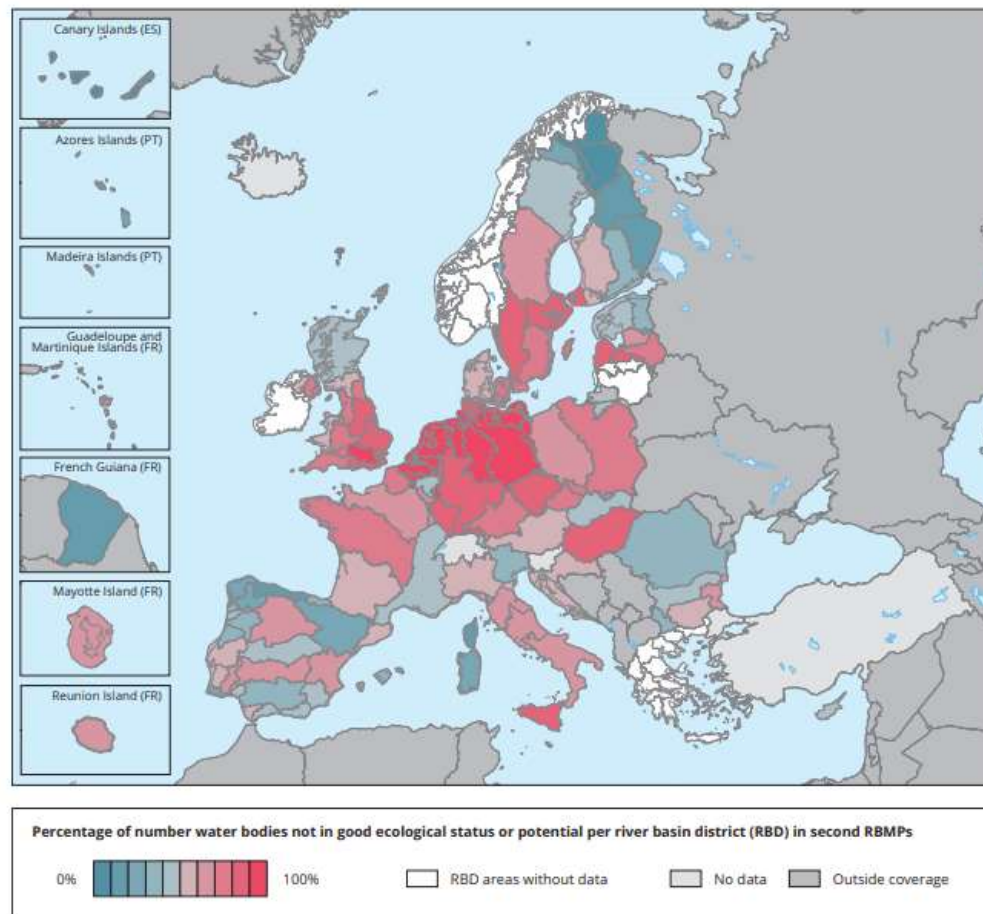 Canary Islands (ES)
Azores Islands (PT)
Madeira Islands (PT)
Guadeloupe and
Martinique Islands (FR)
French Guiana (FR)
Mayotte Island (FR)
Reunion Island (FR)
Percentage of number water bodies not in good ecological status or potential per river basin district (RBD) in second RBMPs
0% 100% RBD areas without data No data Outside coverage